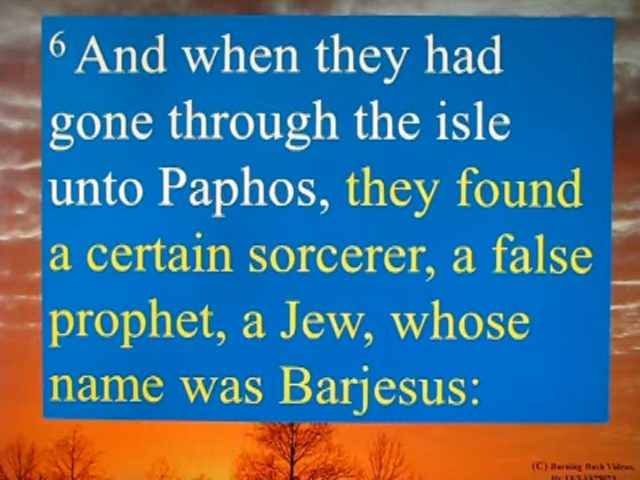 6 And when they had
gone through the isle
unto Paphos, they found
a certain sorcerer, a false
prophet, a Jew, whose
name was Barjesus:
(C) Burning Bush Videos,